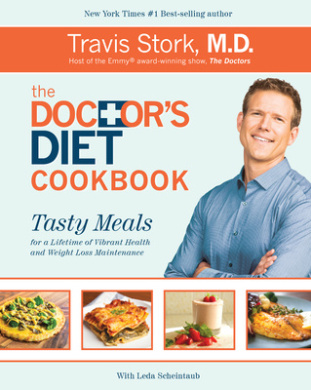 New York Times #1 Best-selling author
Travis Stork, M.D.
Host of the Emmy® award-winning show, The Doctors
the
DOCTOR'S
DIET
COOKBOOK
Tasty Meals
for a Lifetime of Vibrant Health
and Weight Loss Maintenance
With Leda Scheintaub